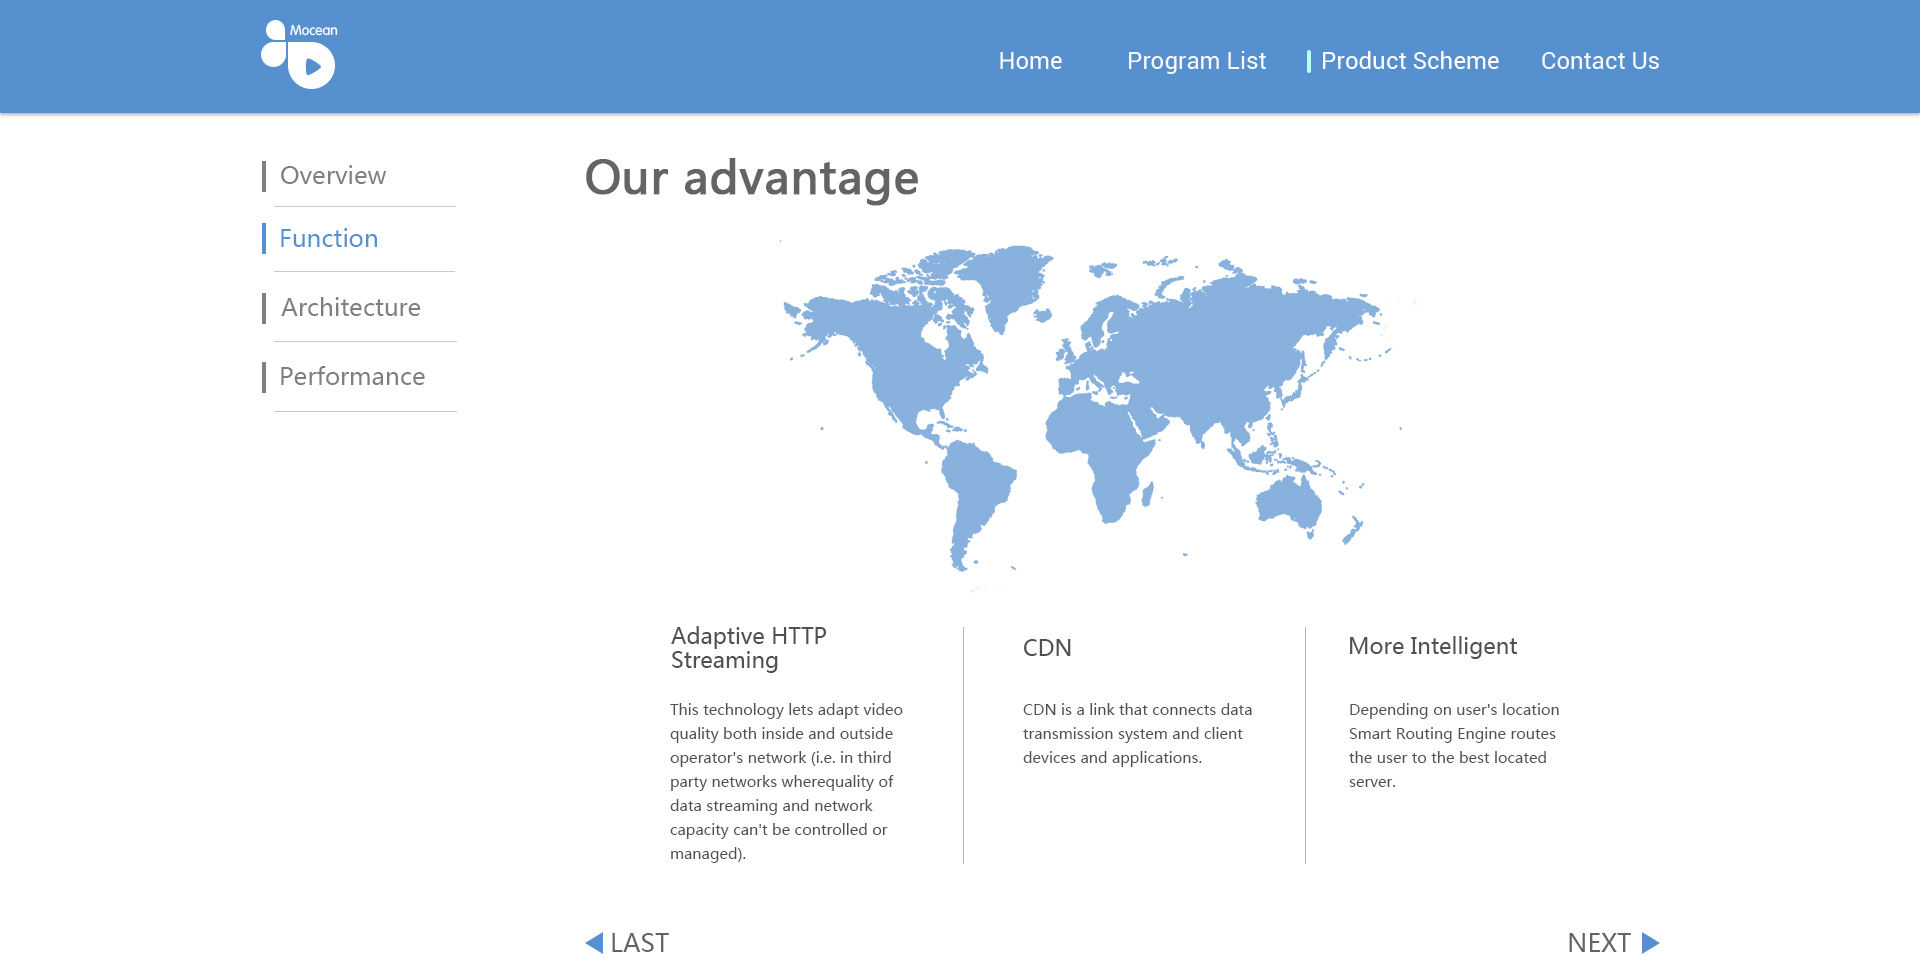 Mocean
Home
Program List
Product Scheme
Contact Us
Overview
Function
Architecture
Performance
Our advantage
Adaptive HTTP
Streaming
This technology lets adapt video
quality both inside and outside
operator's network (i.e. in third
party networks wherequality of
data streaming and network
capacity can't be controlled or
managed).
CDN
CDN is a link that connects data
transmission system and client
devices and applications.
More Intelligent
Depending on user's location
Smart Routing Engine routes
the user to the best located
server.
LAST
NEXT